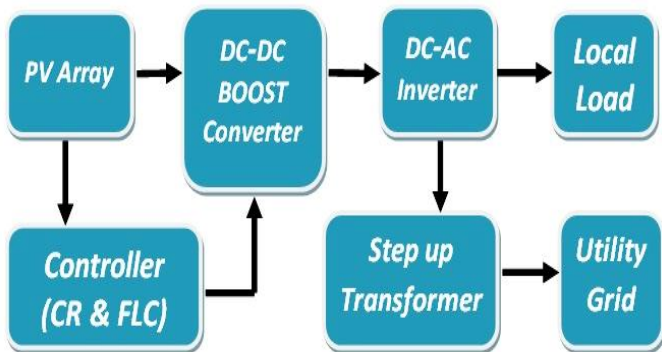 PV Array
DC-DC
BOOST
Converter
DC-AC
Inverter
Local
Load
Controller
(CR & FLC)
Step up
Transformer
Utility
Grid